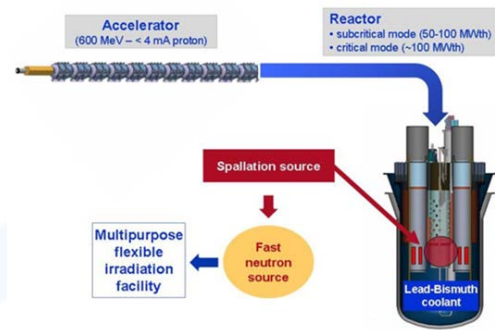 Accelerator
(600 MeV – < 4 mA proton)
Reactor
• subcritical mode (50-100 MWth)
• critical mode (~100 MWth)
Spallation source
Multipurpose
flexible
irradiation
facility
Fast
neutron
source
Lead-Bismuth
coolant